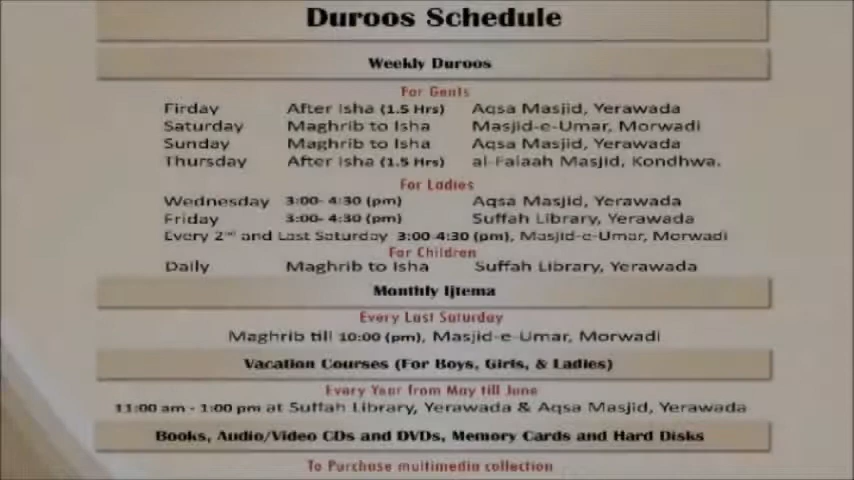 Duroos Schedule
Weekly Duroos
For Gents
Firday After Isha (1.5 Hrs) Aqsa Masjid, Yerawada
Saturday Maghrib to Isha Masjid-e-Umar, Morwadi
Sunday Maghrib to Isha Aqsa Masjid, Yerawada
Thursday After Isha (1.5 Hrs) al-Falaah Masjid, Kondhwa.
For Ladies
Wednesday 3:00- 4:30 (pm) Aqsa Masjid, Yerawada
Friday 3:00- 4:30 (pm) Suffah Library, Yerawada
Every 2nd and Last Saturday 3:00-4:30 (pm), Masjid-e-Umar, Morwadi
For Children
Daily Maghrib to Isha Suffah Library, Yerawada
Monthly Ijtema
Every Last Saturday
Maghrib till 10:00 (pm), Masjid-e-Umar, Morwadi
Vacation Courses (For Boys, Girls, & Ladies)
Every Year from May till June
11:00 am - 1:00 pm at Suffah Library, Yerawada & Aqsa Masjid, Yerawada
Books, Audio/Video CDs and DVDs, Memory Cards and Hard Disks
To Purchase multimedia collection